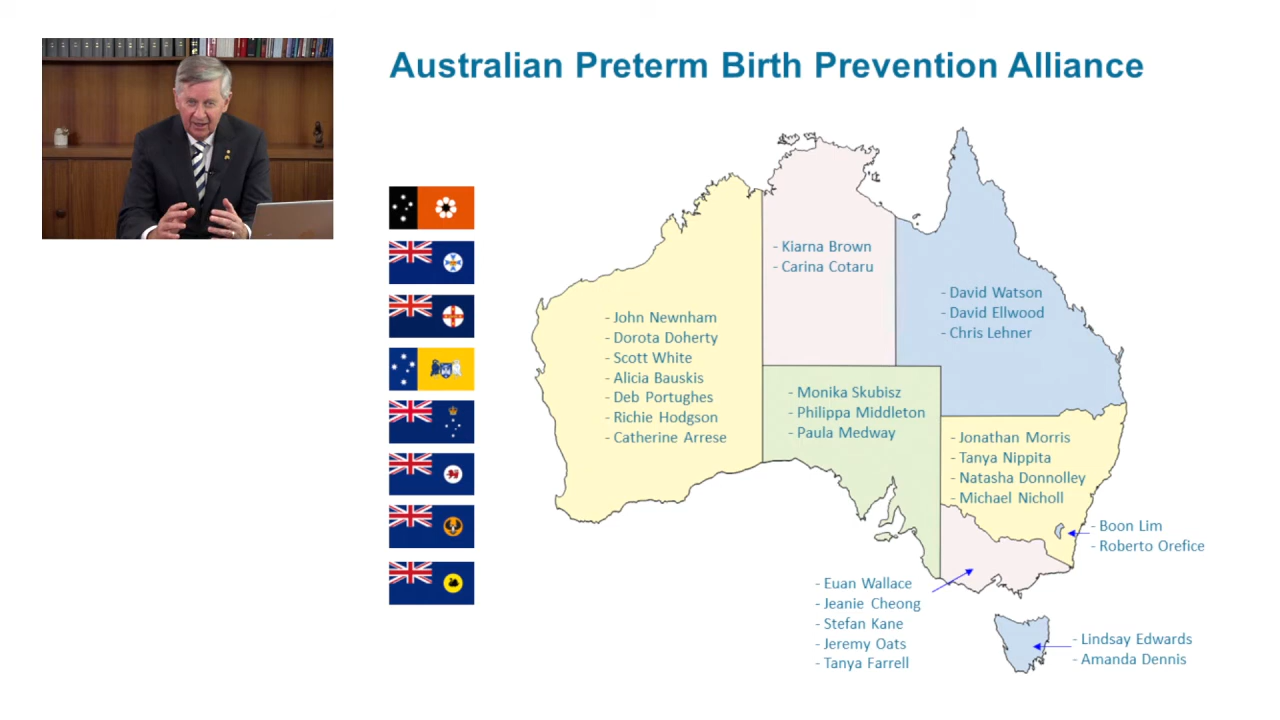 Australian Preterm Birth Prevention Alliance
- Kiarna Brown
- Carina Cotaru
- David Watson
- David Ellwood
- Chris Lehner
- John Newnham
- Dorota Doherty
- Scott White
- Alicia Bauskis
- Deb Portughes
- Richie Hodgson
- Catherine Arrese
- Monika Skubisz
- Philippa Middleton
- Paula Medway
- Jonathan Morris
- Tanya Nippita
- Natasha Donnolley
- Michael Nicholl
- Boon Lim
- Roberto Orefice
- Euan Wallace
- Jeanie Cheong
- Stefan Kane
- Jeremy Oats
- Tanya Farrell
- Lindsay Edwards
- Amanda Dennis